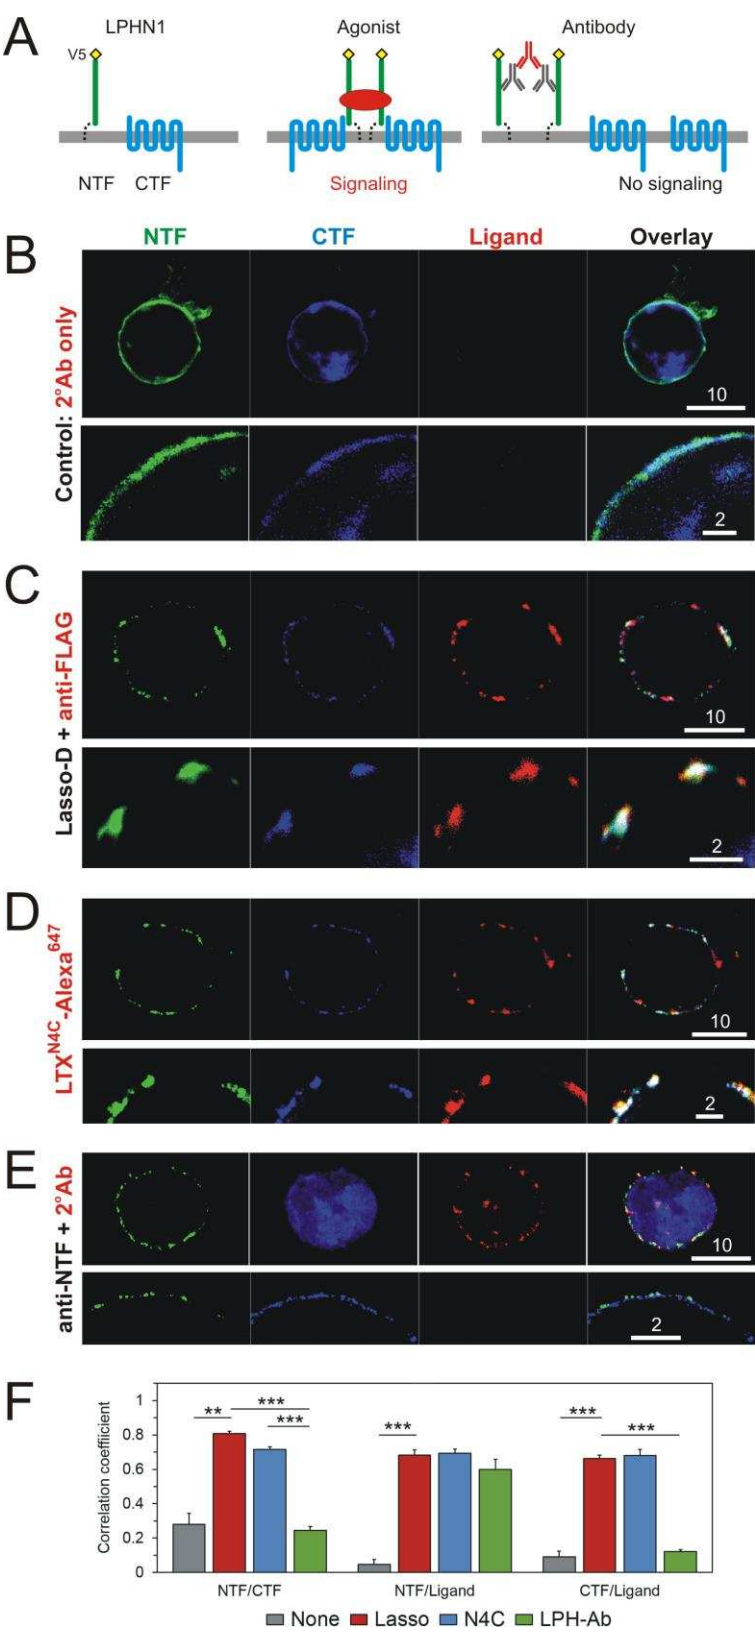 A
LPHN1
Agonist
Antibody
V5
NTF
CTF
Signaling
No signaling
B
NTF
CTF
Ligand
Overlay
Control: 2°Ab only
10
2
C
Lasso-D + anti-FLAG
10
2
D
LTXN4C-Alexa647
10
2
E
anti-NTF + 2°Ab
10
2
F
Correlation coeffiicient
1
0.8
0.6
0.4
0.2
0
** *** ***
***
*** ***
NTF/CTF
NTF/Ligand
CTF/Ligand
None Lasso N4C LPH-Ab